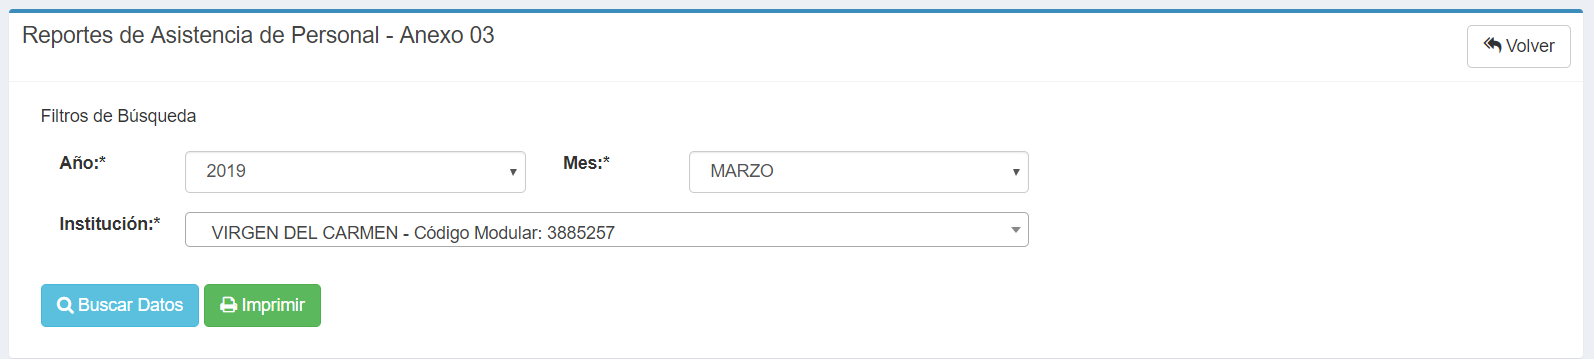 Reportes de Asistencia de Personal - Anexo 03
Volver
Filtros de Búsqueda
Año:* 2019 Mes:* MARZO
Institución:* VIRGEN DEL CARMEN - Código Modular: 3885257
Buscar Datos Imprimir